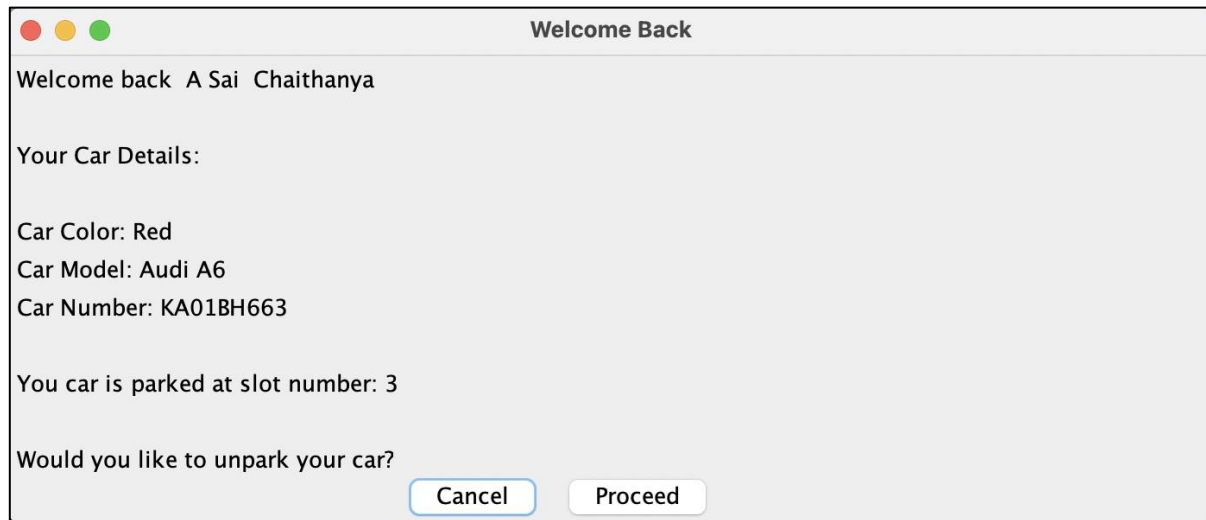 Welcome Back
Welcome back  A Sai  Chaithanya
Your Car Details:
Car Color: Red
Car Model: Audi A6
Car Number: KA01BH663
You car is parked at slot number: 3
Would you like to unpark your car?
Cancel Proceed